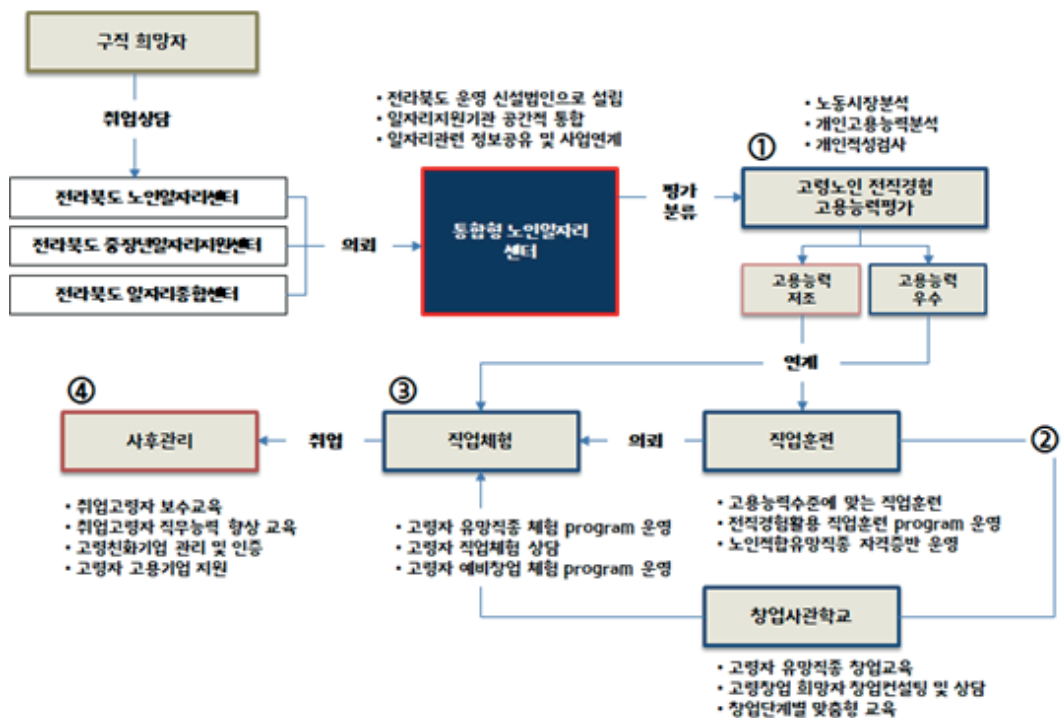 구직 희망자
취업상담
• 전라북도 운영 신설법인으로 설립
• 일자리지원기관 공간적 통합
• 일자리관련 정보공유 및 사업연계
• 노동시장분석
• 개인고용능력분석
• 개인적성검사
전라북도 노인일자리센터
전라북도 중장년일자리지원센터
전라북도 일자리종합센터
의뢰
통합형 노인일자리
센터
평가
분류
①
고령노인 전직경험
고용능력평가
고용능력
저조
고용능력
우수
연계
④
사후관리
취업
③
직업체험
의뢰
직업훈련
②
• 취업고령자 보수교육
• 취업고령자 직무능력 향상 교육
• 고령친화기업 관리 및 인증
• 고령자 고용기업 지원
• 고령자 유망직종 체험 program 운영
• 고령자 직업체험 상담
• 고령자 예비창업 체험 program 운영
• 고용능력수준에 맞는 직업훈련
• 전직경험활용 직업훈련 program 운영
• 노인적합유망직종 자격증반 운영
창업사관학교
• 고령자 유망직종 창업교육
• 고령창업 희망자 창업컨설팅 및 상담
• 창업단계별 맞춤형 교육